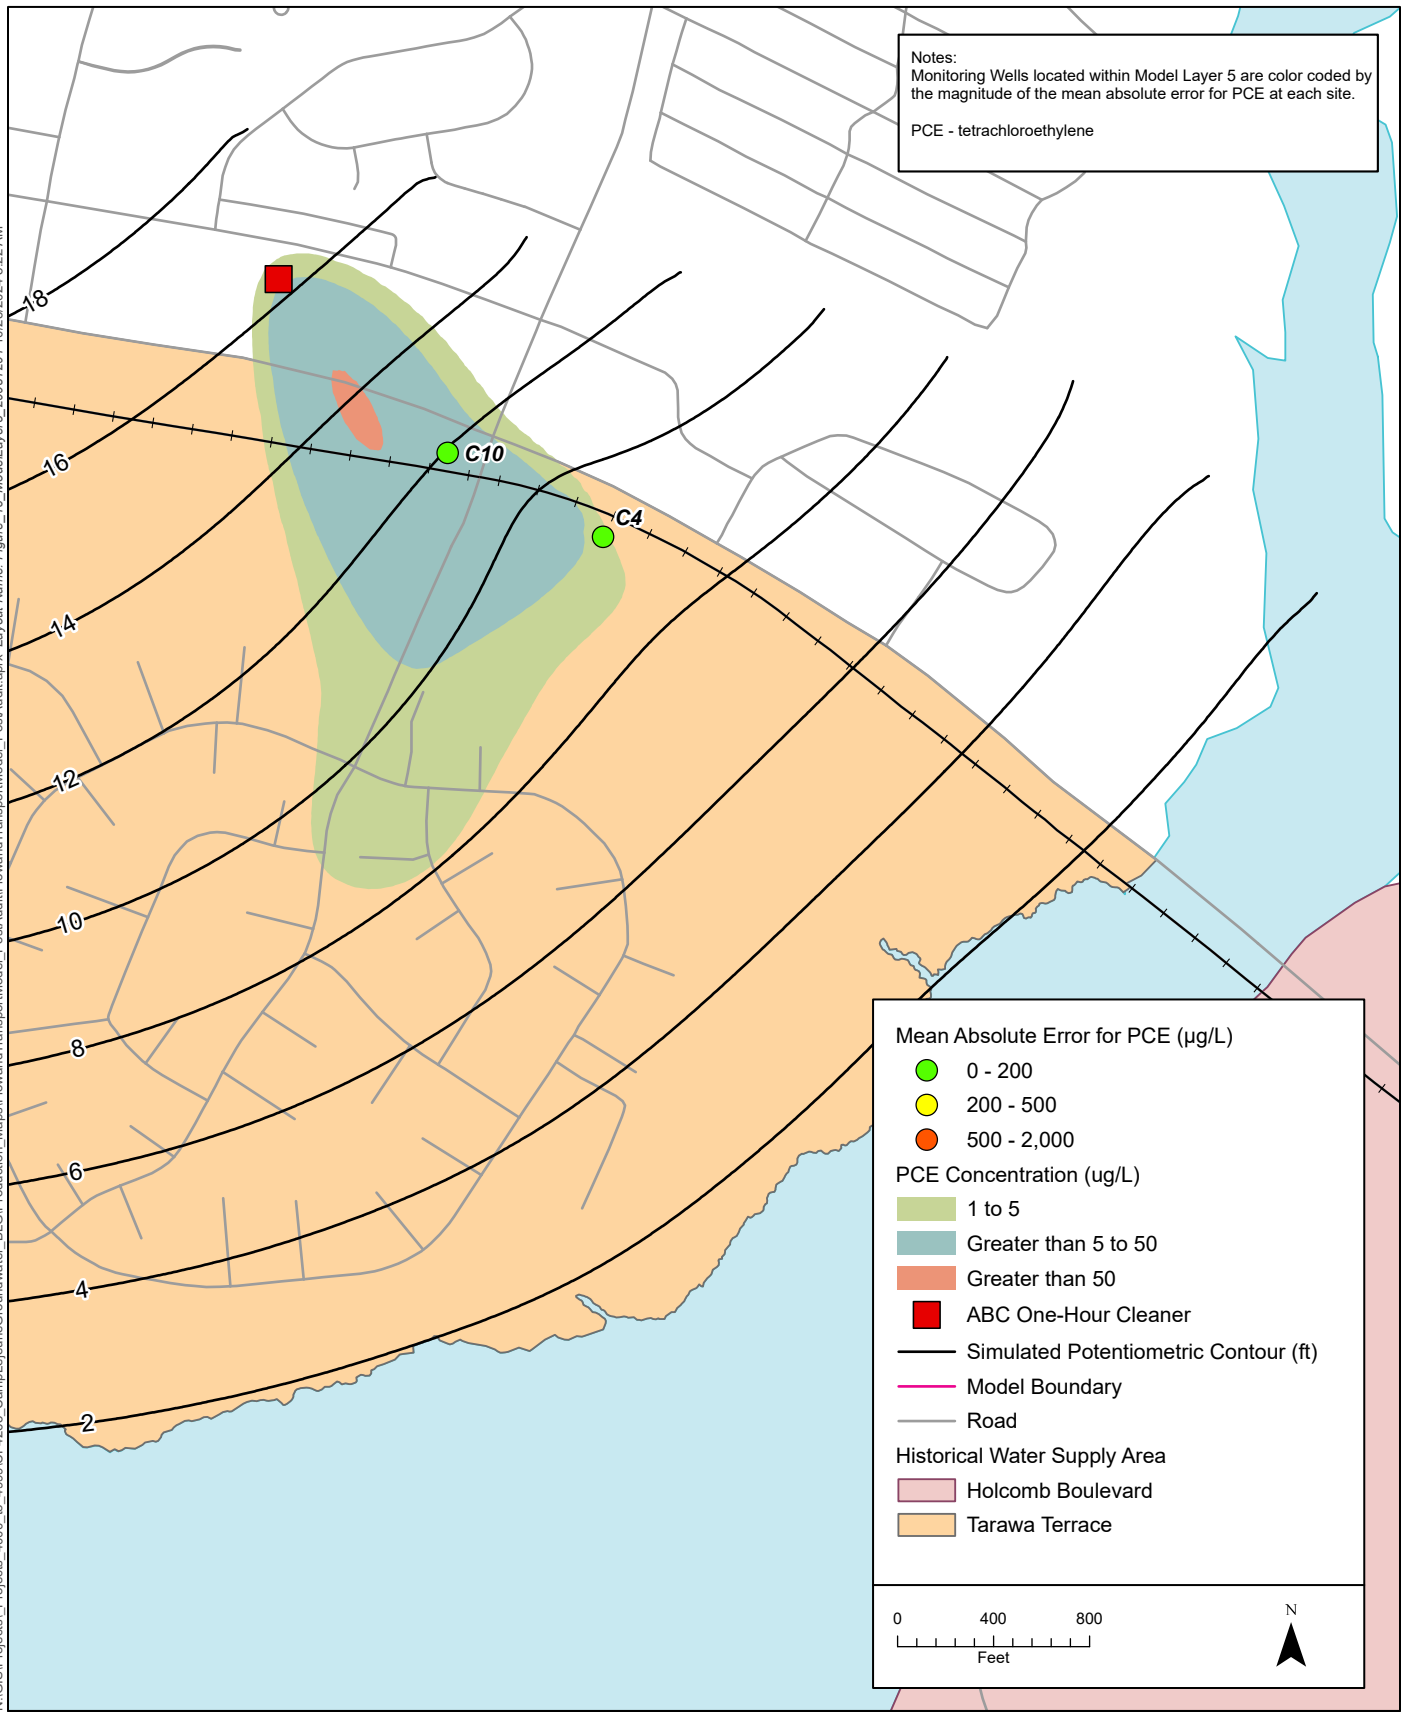 Notes:
Monitoring Wells located within Model Layer 5 are color coded by
the magnitude of the mean absolute error for PCE at each site.
PCE - tetrachloroethylene
18
16
C10
C4
14
12
10
8
6
4
2
Mean Absolute Error for PCE (µg/L)
0 - 200
200 - 500
500 - 2,000
PCE Concentration (ug/L)
1 to 5
Greater than 5 to 50
Greater than 50
ABC One-Hour Cleaner
Simulated Potentiometric Contour (ft)
Model Boundary
Road
Historical Water Supply Area
Holcomb Boulevard
Tarawa Terrace
0 400 800
Feet
N